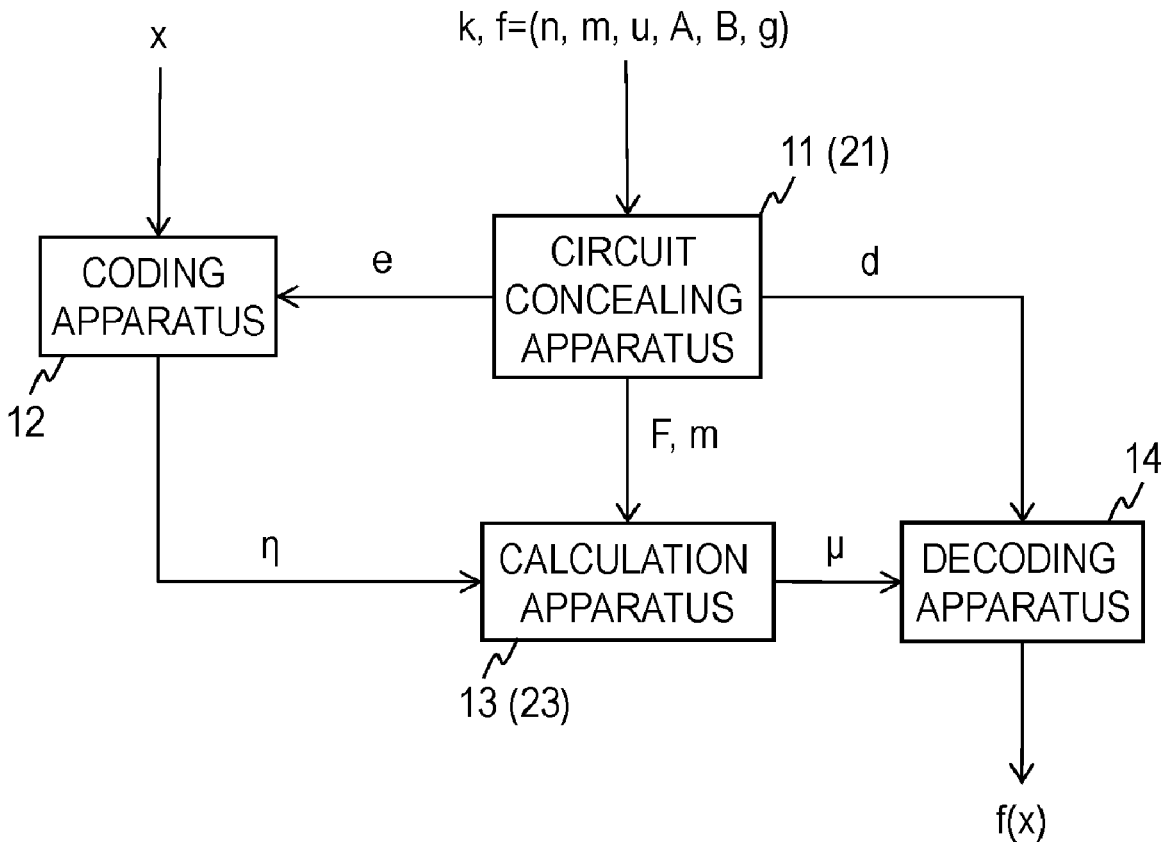 x
k, f=(n, m, u, A, B, g)
11 (21)
CIRCUIT
CONCEALING
APPARATUS
CODING
APPARATUS
e
d
12
F, m
14
η
CALCULATION
APPARATUS
μ
DECODING
APPARATUS
13 (23)
f(x)